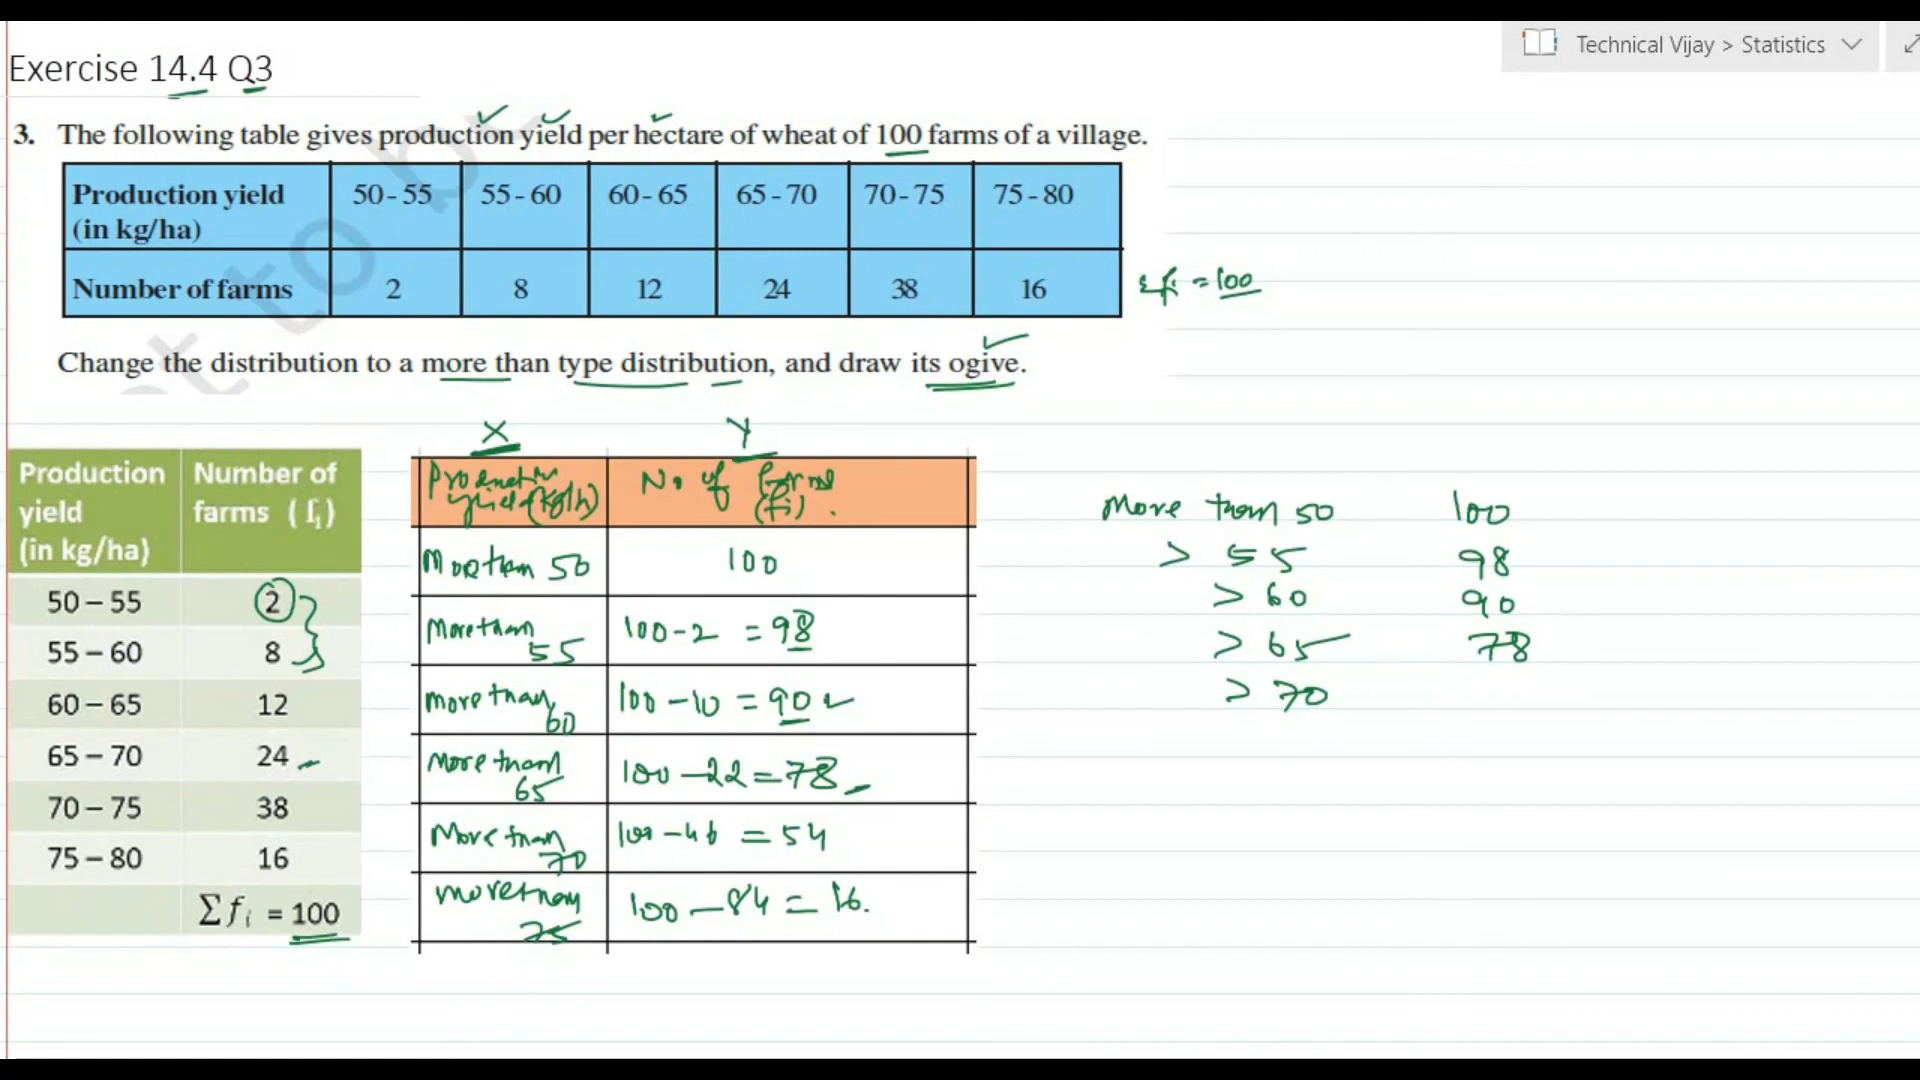 Technical Vijay > Statistics
Exercise 14.4 Q3
3. The following table gives production yield per hectare of wheat of 100 farms of a village.
Production yield (in kg/ha) 50-55 55-60 60-65 65-70 70-75 75-80
Number of farms 2 8 12 24 38 16
Σfi = 100
Change the distribution to a more than type distribution, and draw its ogive.
X Y
Production yield (in kg/ha) Number of farms (fi)
50 – 55 2
55 – 60 8
60 – 65 12
65 – 70 24
70 – 75 38
75 – 80 16
∑fi = 100
Production yield (kg/h) No. of farms (fi).
More than 50 100
More than 55 100-2 = 98
more than 60 100-10 = 90
More than 65 100-22=78
More than 70 100-46 = 54
more than 75 100-84 = 16.
More than 50 100
> 55 98
> 60 90
> 65 78
> 70